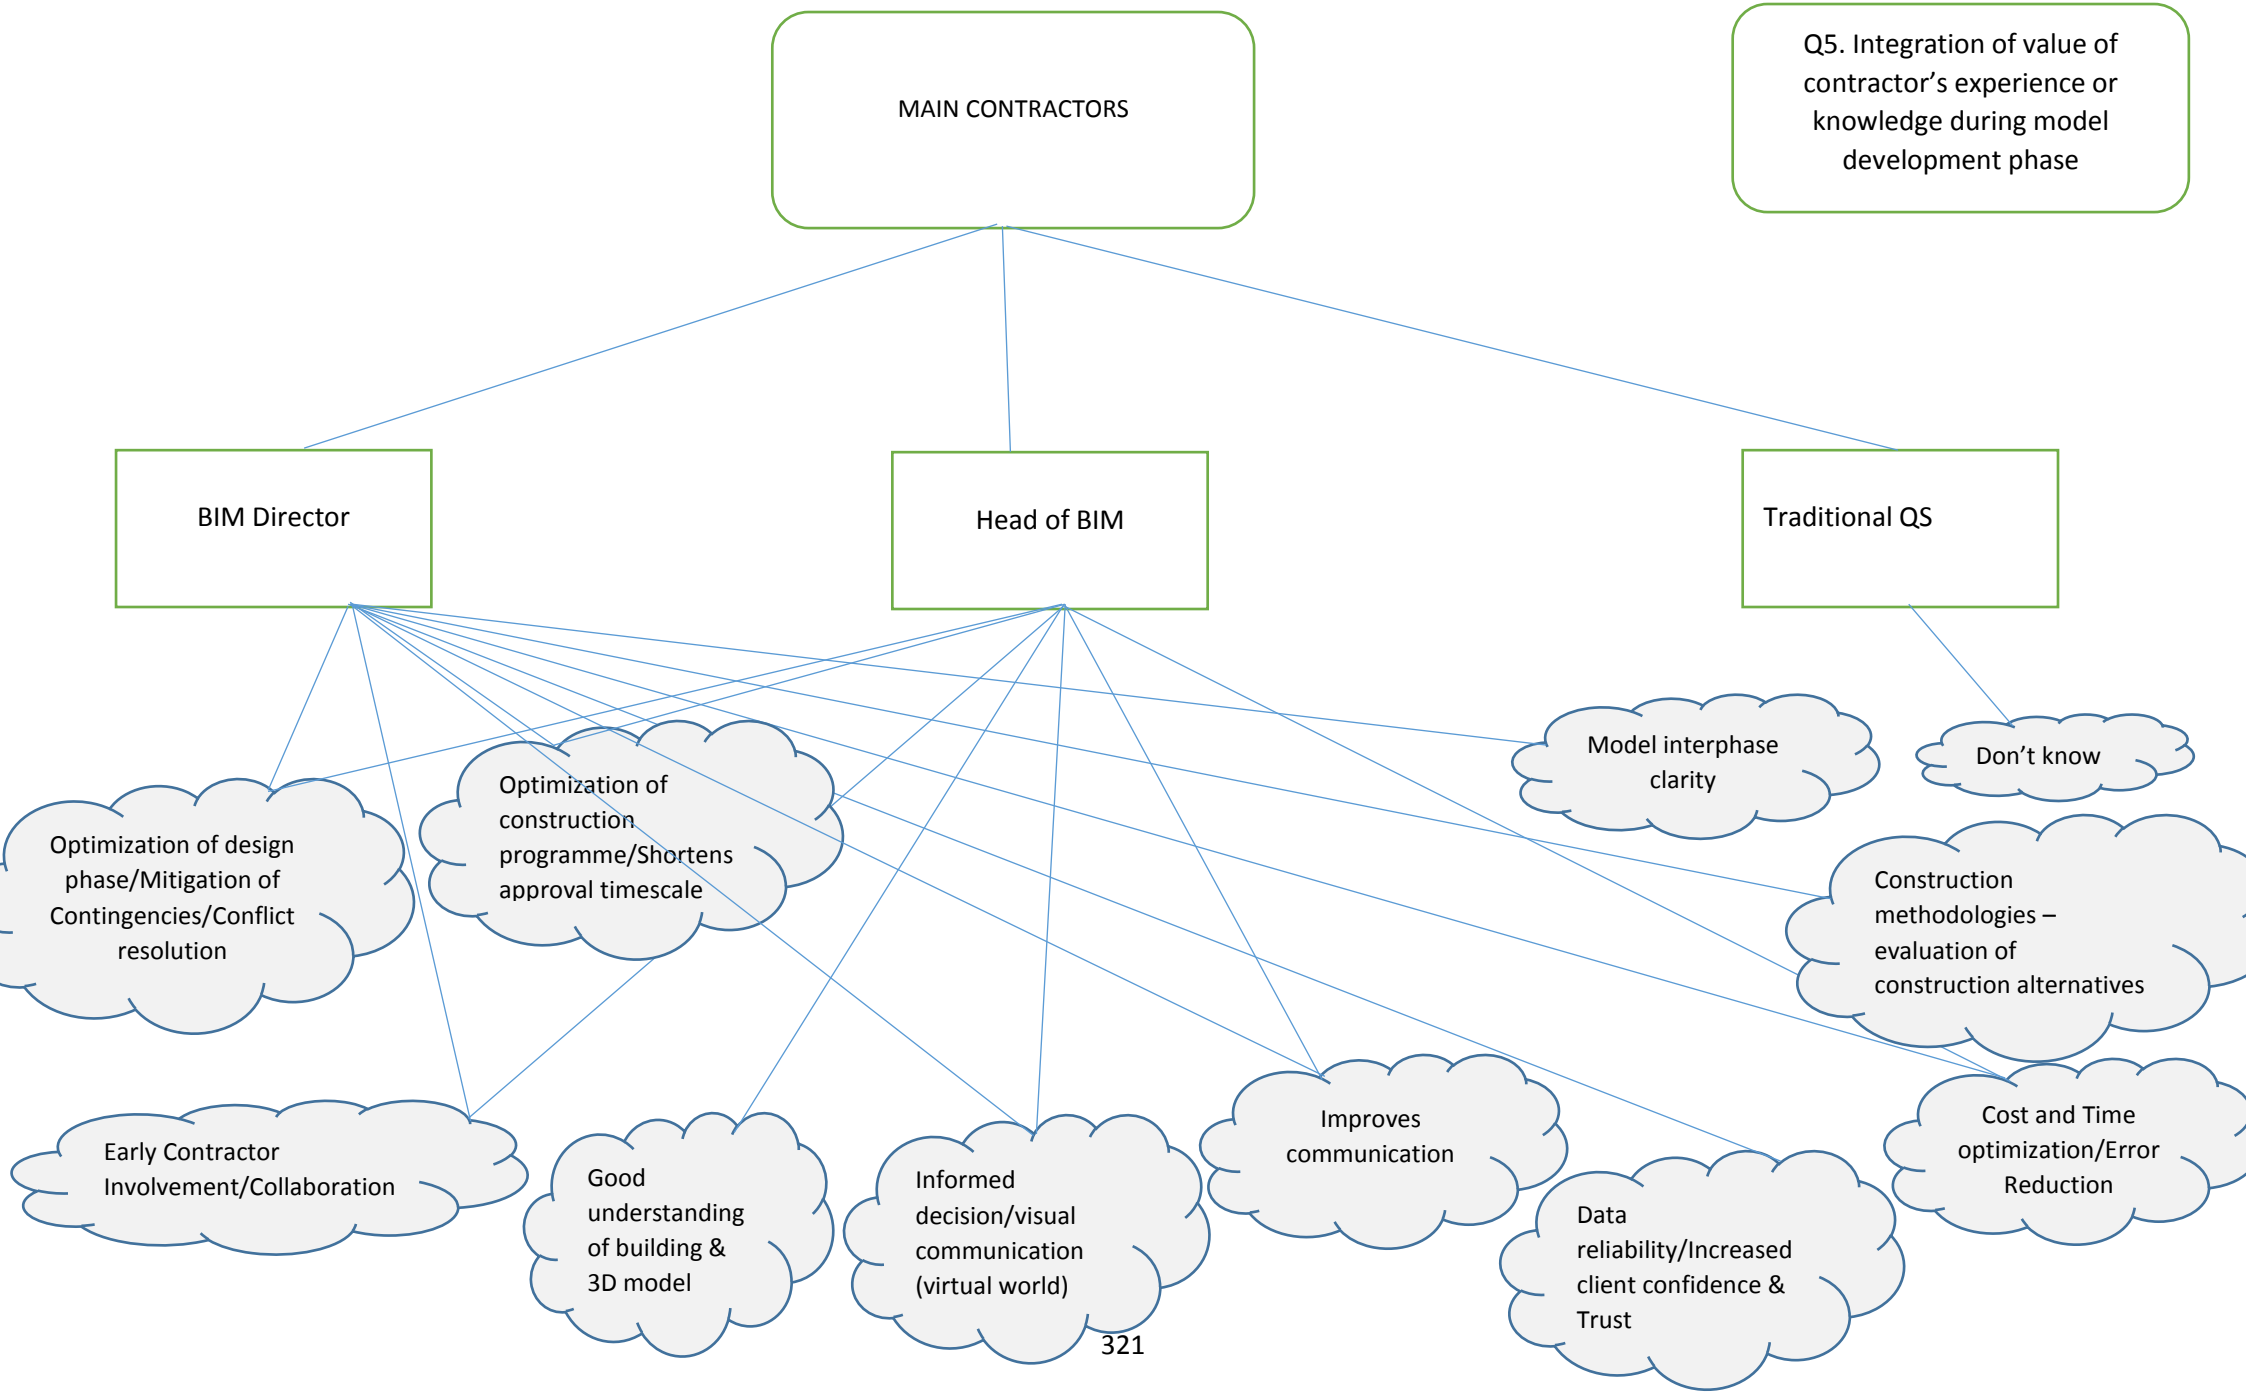 MAIN CONTRACTORS
Q5. Integration of value of
contractor’s experience or
knowledge during model
development phase
BIM Director
Head of BIM
Traditional QS
Model interphase
clarity
Don’t know
Optimization of design
phase/Mitigation of
Contingencies/Conflict
resolution
Optimization of
construction
programme/Shortens
approval timescale
Construction
methodologies –
evaluation of
construction alternatives
Early Contractor
Involvement/Collaboration
Good
understanding
of building &
3D model
Informed
decision/visual
communication
(virtual world)
Improves
communication
Data
reliability/Increased
client confidence &
Trust
Cost and Time
optimization/Error
Reduction
321